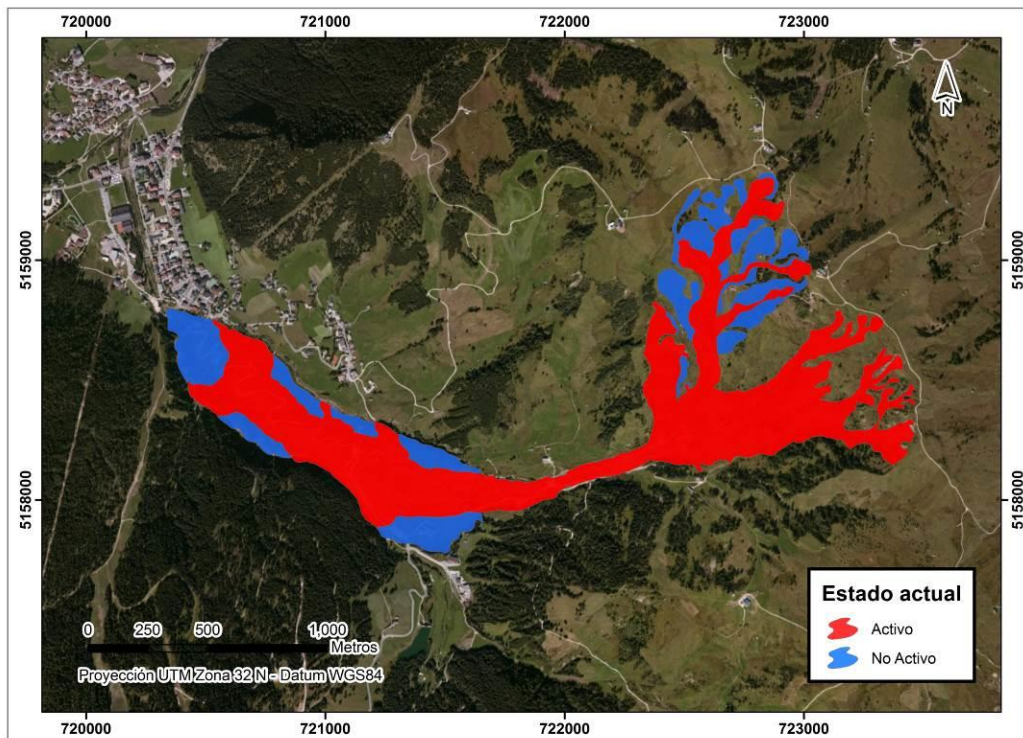 720000 721000 722000 723000
N
5159000 5159000
5158000 5158000
Estado actual
Activo
No Activo
0 250 500 1,000
Metros
Proyección UTM Zona 32 N - Datum WGS84
720000 721000 722000 723000